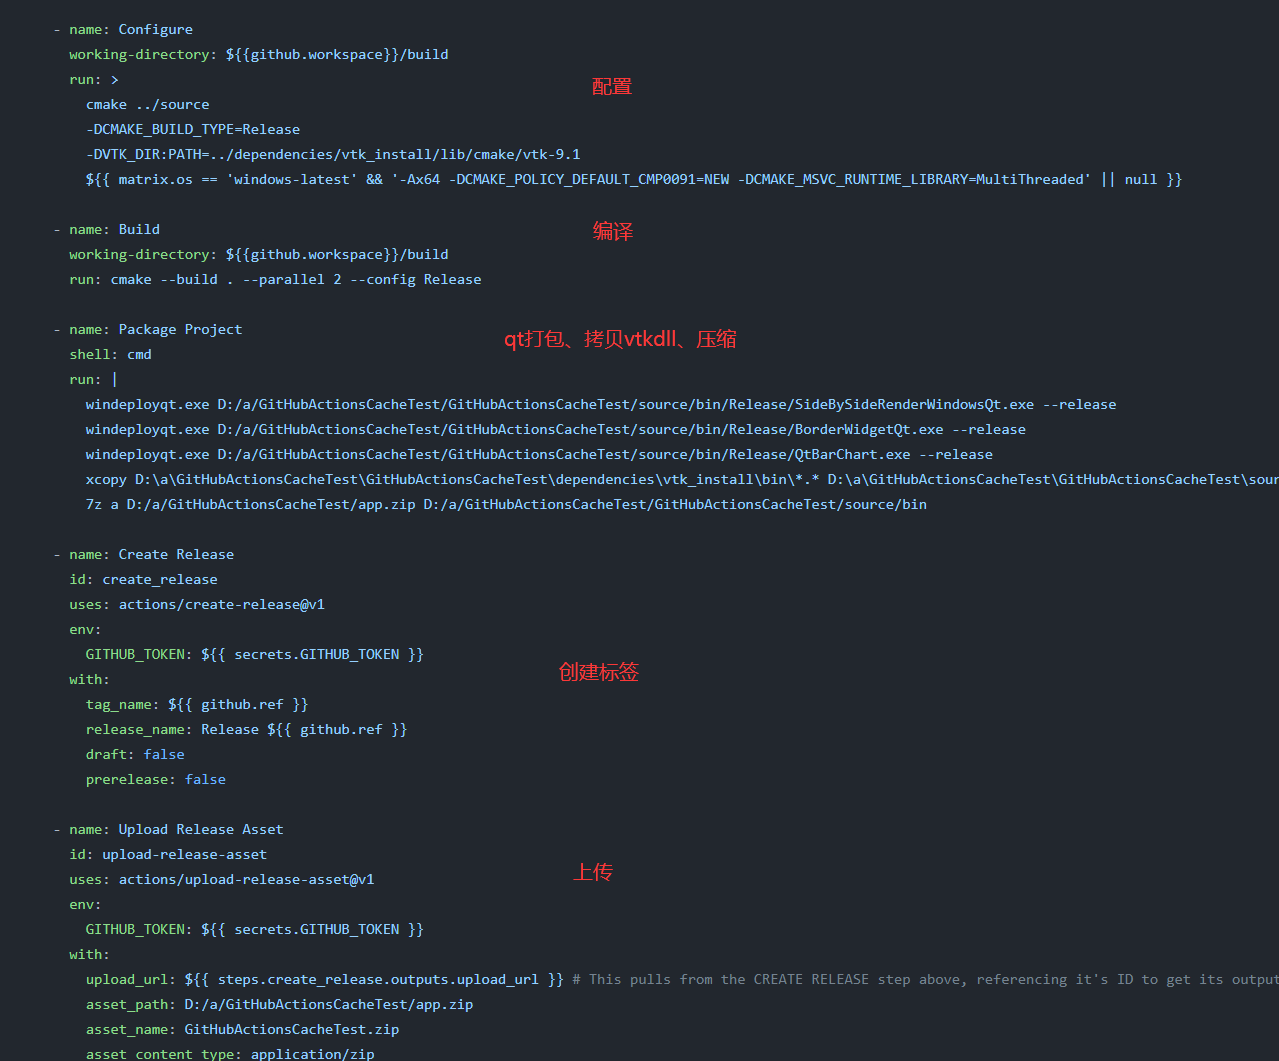 - name: Configure
working-directory: ${{github.workspace}}/build
run: >
配置
cmake ../source
-DCMAKE_BUILD_TYPE=Release
-DVTK_DIR:PATH=../dependencies/vtk_install/lib/cmake/vtk-9.1
${{ matrix.os == 'windows-latest' && '-Ax64 -DCMAKE_POLICY_DEFAULT_CMP0091=NEW -DCMAKE_MSVC_RUNTIME_LIBRARY=MultiThreaded' || null }}
- name: Build
编译
working-directory: ${{github.workspace}}/build
run: cmake --build . --parallel 2 --config Release
- name: Package Project
qt打包、拷贝vtkdll、压缩
shell: cmd
run: |
windeployqt.exe D:/a/GitHubActionsCacheTest/GitHubActionsCacheTest/source/bin/Release/SideBySideRenderWindowsQt.exe --release
windeployqt.exe D:/a/GitHubActionsCacheTest/GitHubActionsCacheTest/source/bin/Release/BorderWidgetQt.exe --release
windeployqt.exe D:/a/GitHubActionsCacheTest/GitHubActionsCacheTest/source/bin/Release/QtBarChart.exe --release
xcopy D:\a\GitHubActionsCacheTest\GitHubActionsCacheTest\dependencies\vtk_install\bin\*.* D:\a\GitHubActionsCacheTest\GitHubActionsCacheTest\sour
7z a D:/a/GitHubActionsCacheTest/app.zip D:/a/GitHubActionsCacheTest/GitHubActionsCacheTest/source/bin
- name: Create Release
id: create_release
uses: actions/create-release@v1
env:
GITHUB_TOKEN: ${{ secrets.GITHUB_TOKEN }}
创建标签
with:
tag_name: ${{ github.ref }}
release_name: Release ${{ github.ref }}
draft: false
prerelease: false
- name: Upload Release Asset
id: upload-release-asset
上传
uses: actions/upload-release-asset@v1
env:
GITHUB_TOKEN: ${{ secrets.GITHUB_TOKEN }}
with:
upload_url: ${{ steps.create_release.outputs.upload_url }} # This pulls from the CREATE RELEASE step above, referencing it's ID to get its output
asset_path: D:/a/GitHubActionsCacheTest/app.zip
asset_name: GitHubActionsCacheTest.zip
asset_content_type: application/zip